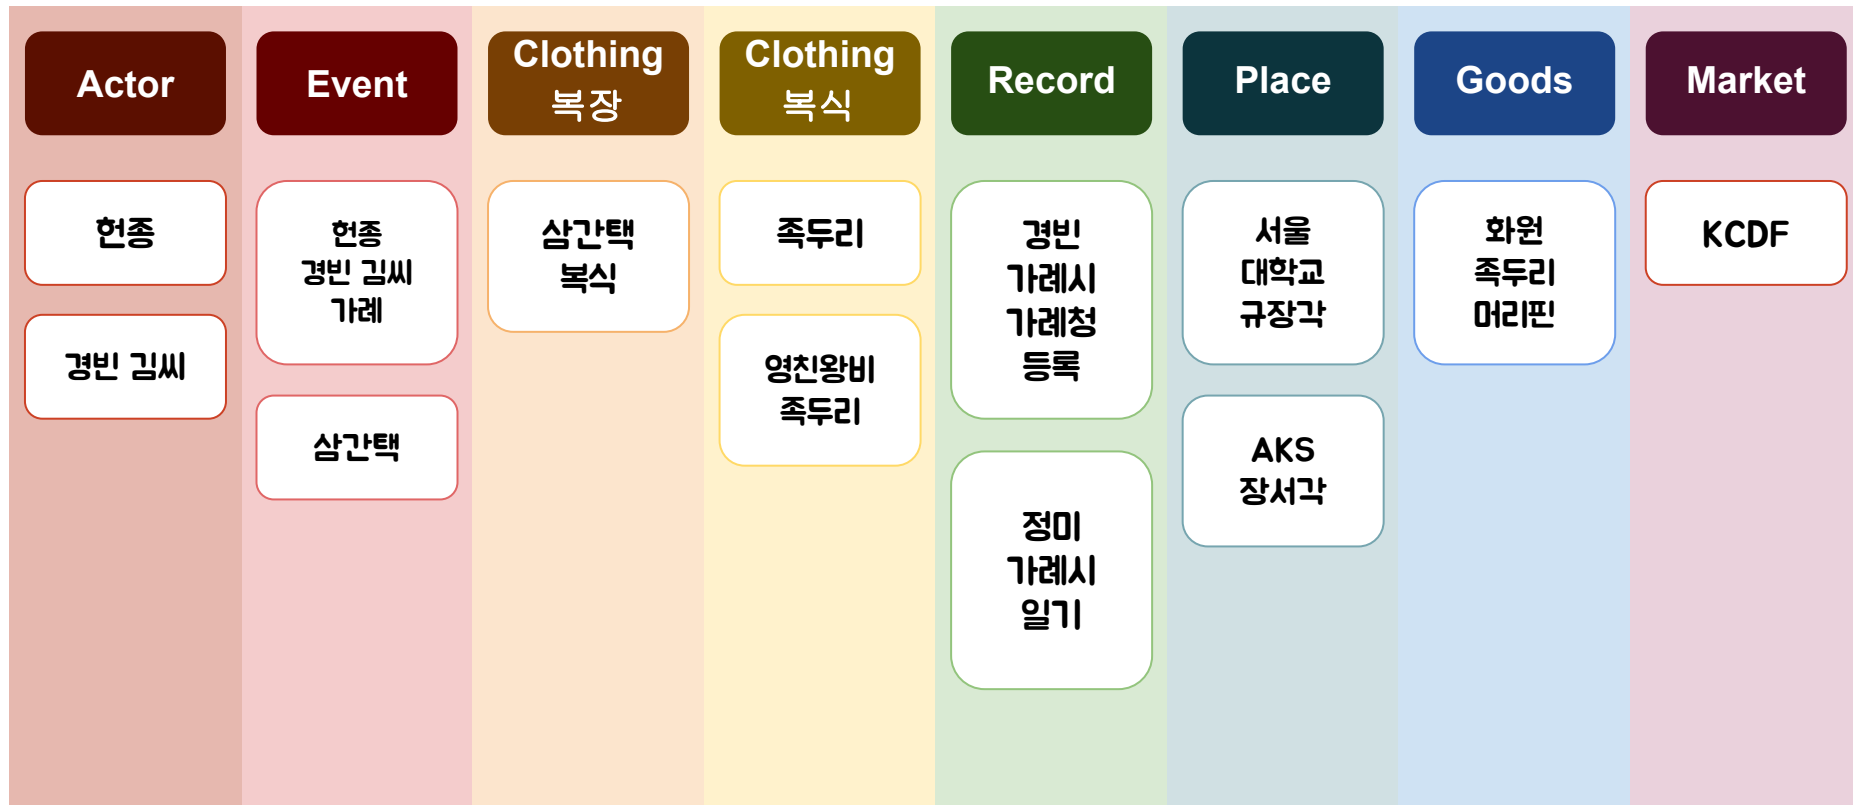 Actor
헌종
경빈 김씨
Event
헌종
경빈 김씨
가례
삼간택
Clothing
복장
삼간택
복식
Clothing
복식
족두리
영친왕비
족두리
Record
경빈
가례시
가례청
등록
정미
가례시
일기
Place
서울
대학교
규장각
AKS
장서각
Goods
화원
족두리
머리핀
Market
KCDF